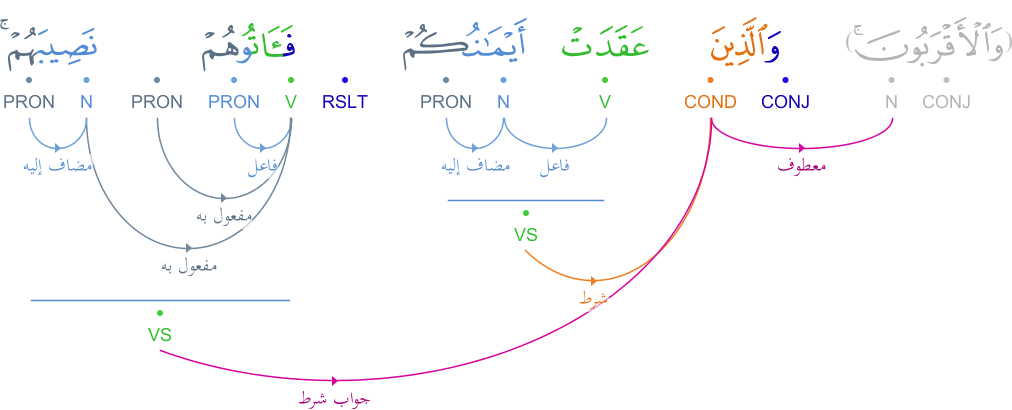 (وَٱلْأَقْرَبُونَ ۚ) وَٱلَّذِينَ عَقَدَتْ أَيْمَـٰنُكُمْ فَـَٔاتُوهُمْ نَصِيبَهُمْ ۚ
CONJ N CONJ COND V N PRON RSLT V PRON PRON N PRON
معطوف فاعل مضاف إليه فاعل مضاف إليه
مفعول به
VS
مفعول به
شرط
VS
جواب شرط